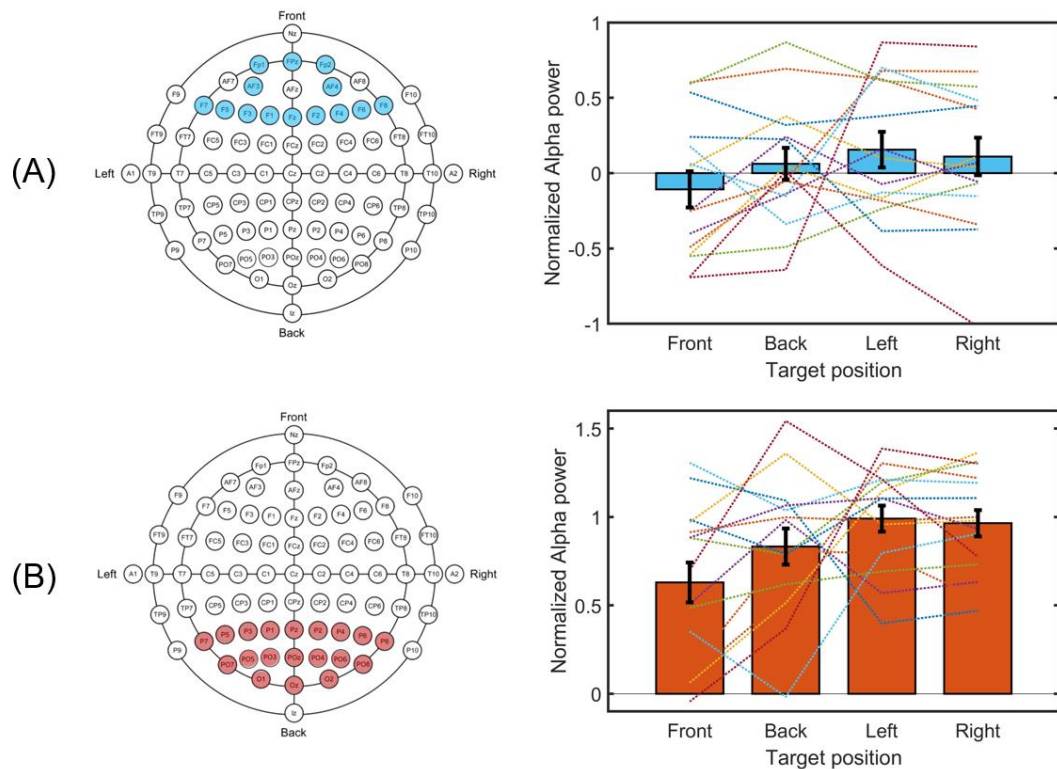 (A)
Front
Nz
Fp1 FPz Fp2
AF7 AF3 AFz AF4 AF8
F9 F7 F5 F3 F1 Fz F2 F4 F6 F8 F10
FT9 FT7 FC5 FC3 FC1 FCz FC2 FC4 FC6 FT8 FT10
Left A1 T9 T7 C5 C3 C1 Cz C2 C4 C6 T8 T10 A2 Right
TP9 TP7 CP5 CP3 CP1 CPz CP2 CP4 CP6 TP8 TP10
P9 P7 P5 P3 P1 Pz P2 P4 P6 P8 P10
PO7 PO5 PO3 POz PO4 PO6 PO8
O1 Oz O2
Iz
Back
Normalized Alpha power
1
0.5
0
-0.5
-1
Front Back Left Right
Target position
(B)
Front
Nz
Fp1 FPz Fp2
AF7 AF3 AFz AF4 AF8
F9 F7 F5 F3 F1 Fz F2 F4 F6 F8 F10
FT9 FT7 FC5 FC3 FC1 FCz FC2 FC4 FC6 FT8 FT10
Left A1 T9 T7 C5 C3 C1 Cz C2 C4 C6 T8 T10 A2 Right
TP9 TP7 CP5 CP3 CP1 CPz CP2 CP4 CP6 TP8 TP10
P9 P7 P5 P3 P1 Pz P2 P4 P6 P8 P10
PO7 PO5 PO3 POz PO4 PO6 PO8
O1 Oz O2
Iz
Back
Normalized Alpha power
1.5
1
0.5
0
Front Back Left Right
Target position